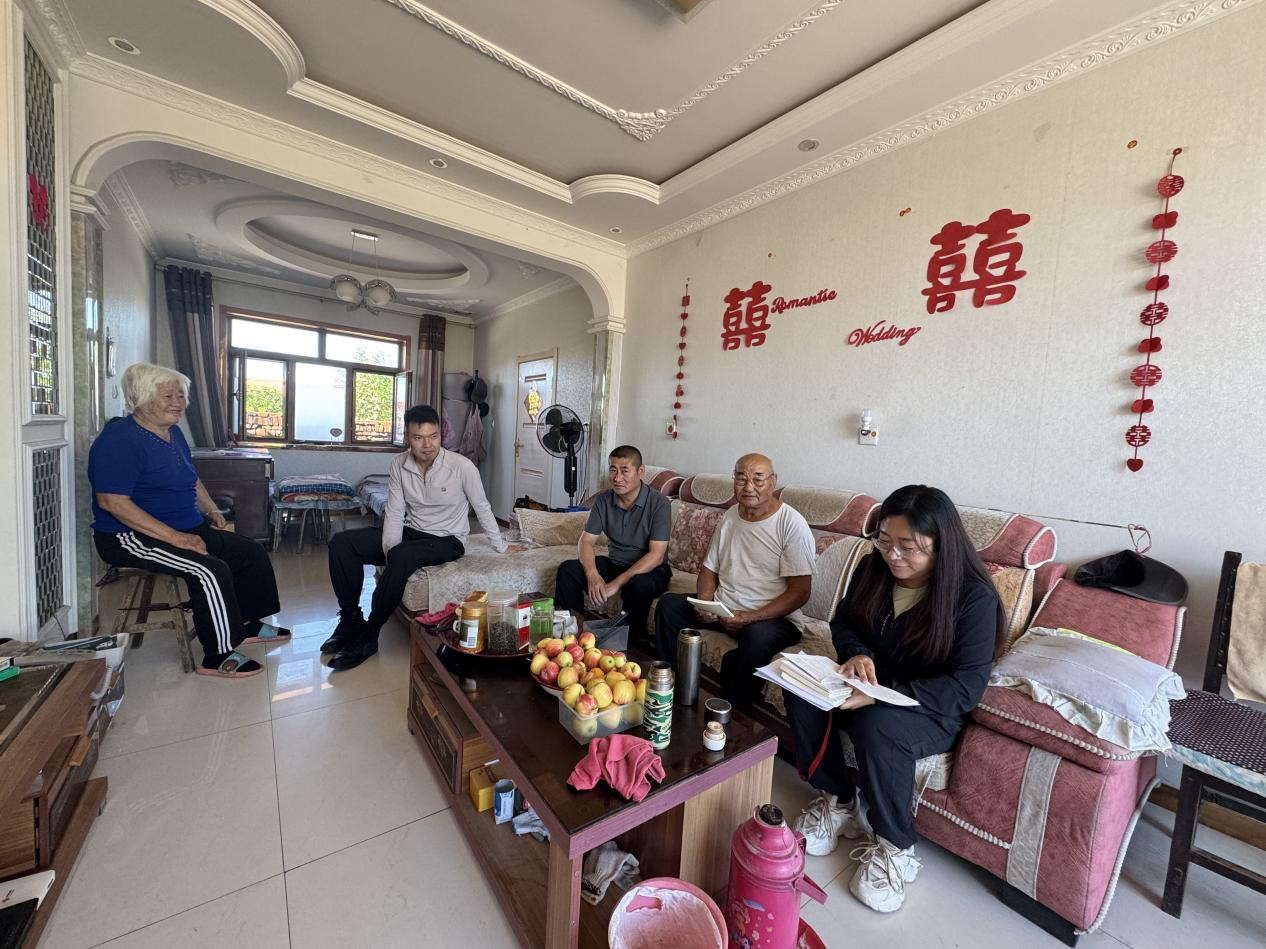 囍
Romantic
Wedding
囍